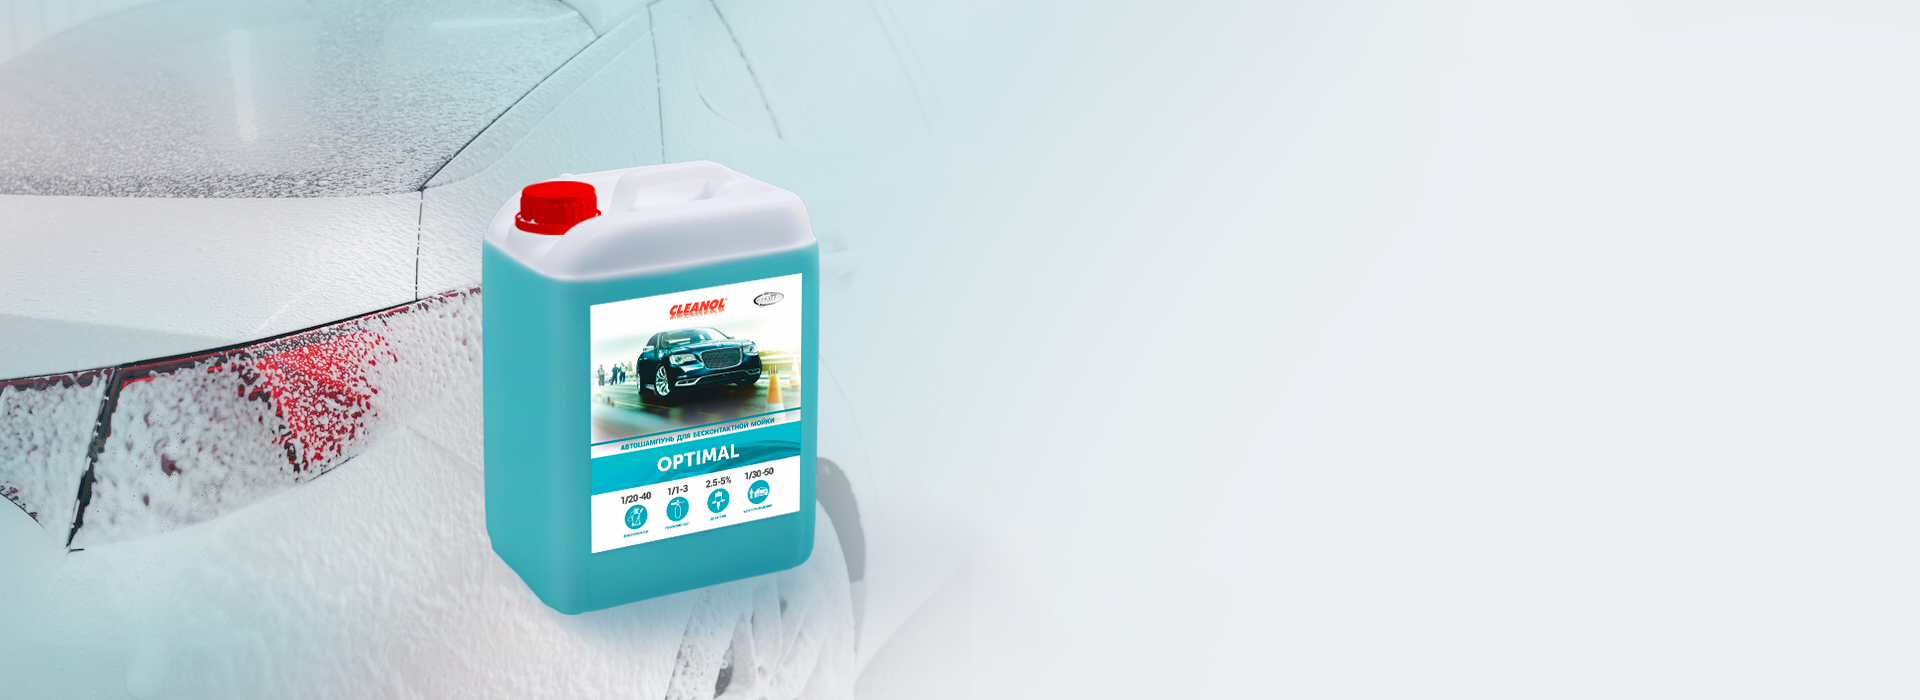 CLEANOL
АВТОШАМПУНЬ ДЛЯ БЕСКОНТАКТНОЙ МОЙКИ
OPTIMAL
1/20-40 1/1-3 2.5-5% 1/30-50